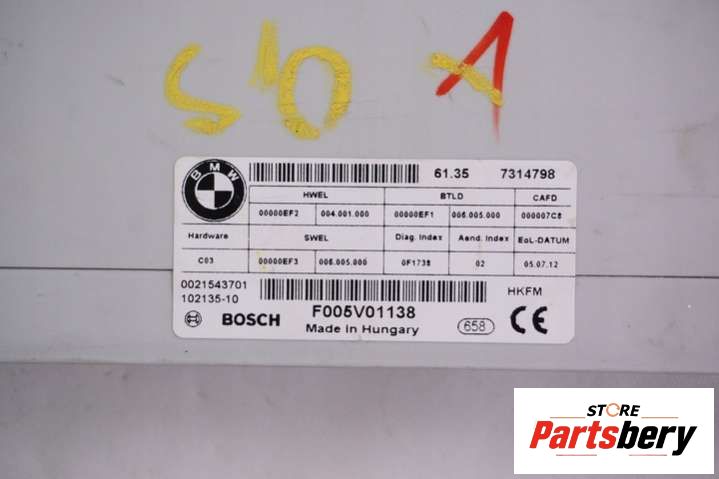 BMW
61.35 7314798
HWEL BTLD CAFD
00000EF2 004.001.000 00000EF1 006.005.000 000007C8
Hardware SWEL Diag. Index Aend. Index EoL-DATUM
C03 00000EF3 006.005.000 0F1738 02 05.07.12
0021543701
102135-10 HKFM
BOSCH F005V01138
Made in Hungary 658 CE
STORE
Partsbery